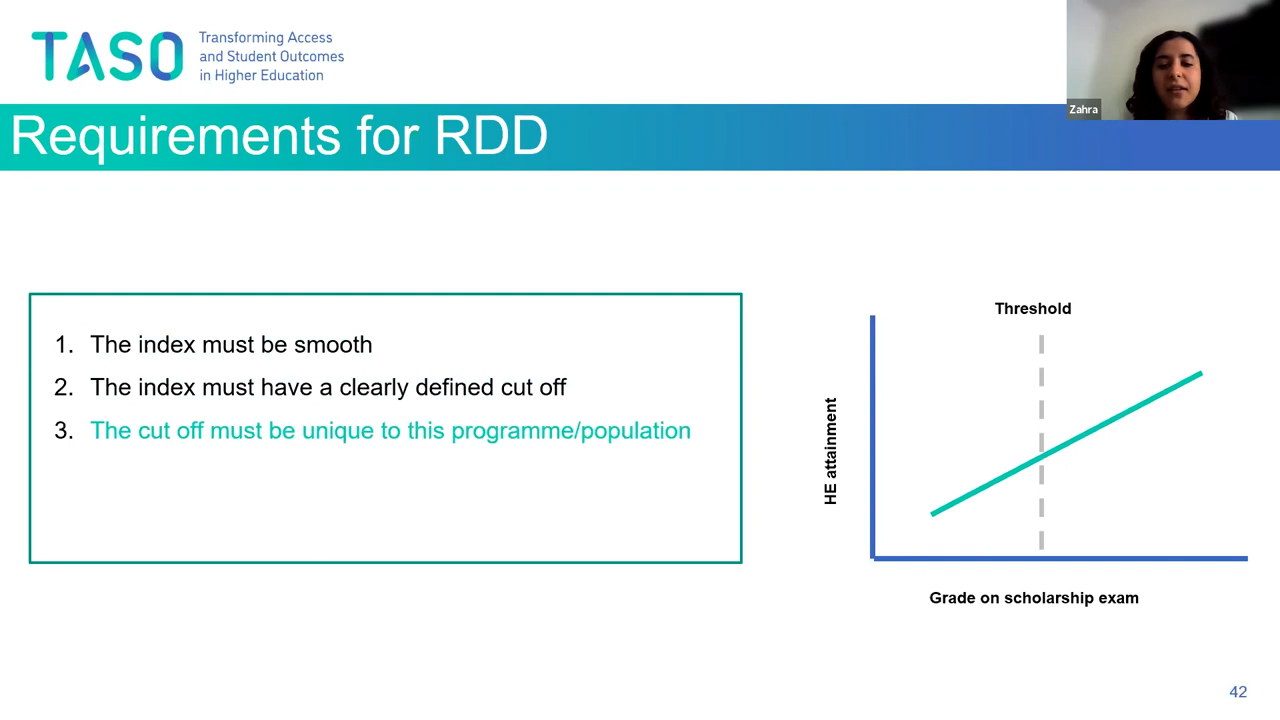 TASO
Transforming Access
and Student Outcomes
in Higher Education
Zahra
Requirements for RDD
1. The index must be smooth
2. The index must have a clearly defined cut off
3. The cut off must be unique to this programme/population
Threshold
HE attainment
Grade on scholarship exam
42